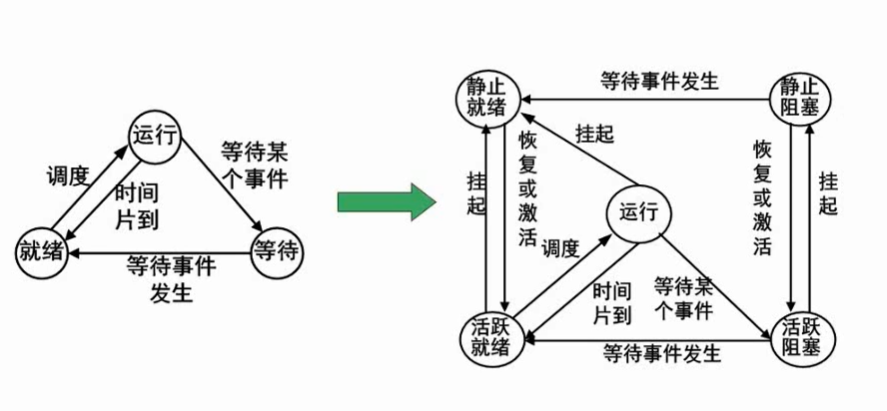 运行
调度
时间
片到
等待某
个事件
就绪
等待
等待事件
发生
静止
就绪
等待事件发生
静止
阻塞
挂起
挂起
恢复或激活
运行
恢复或激活
挂起
调度
时间
片到
等待某
个事件
活跃
就绪
等待事件发生
活跃
阻塞